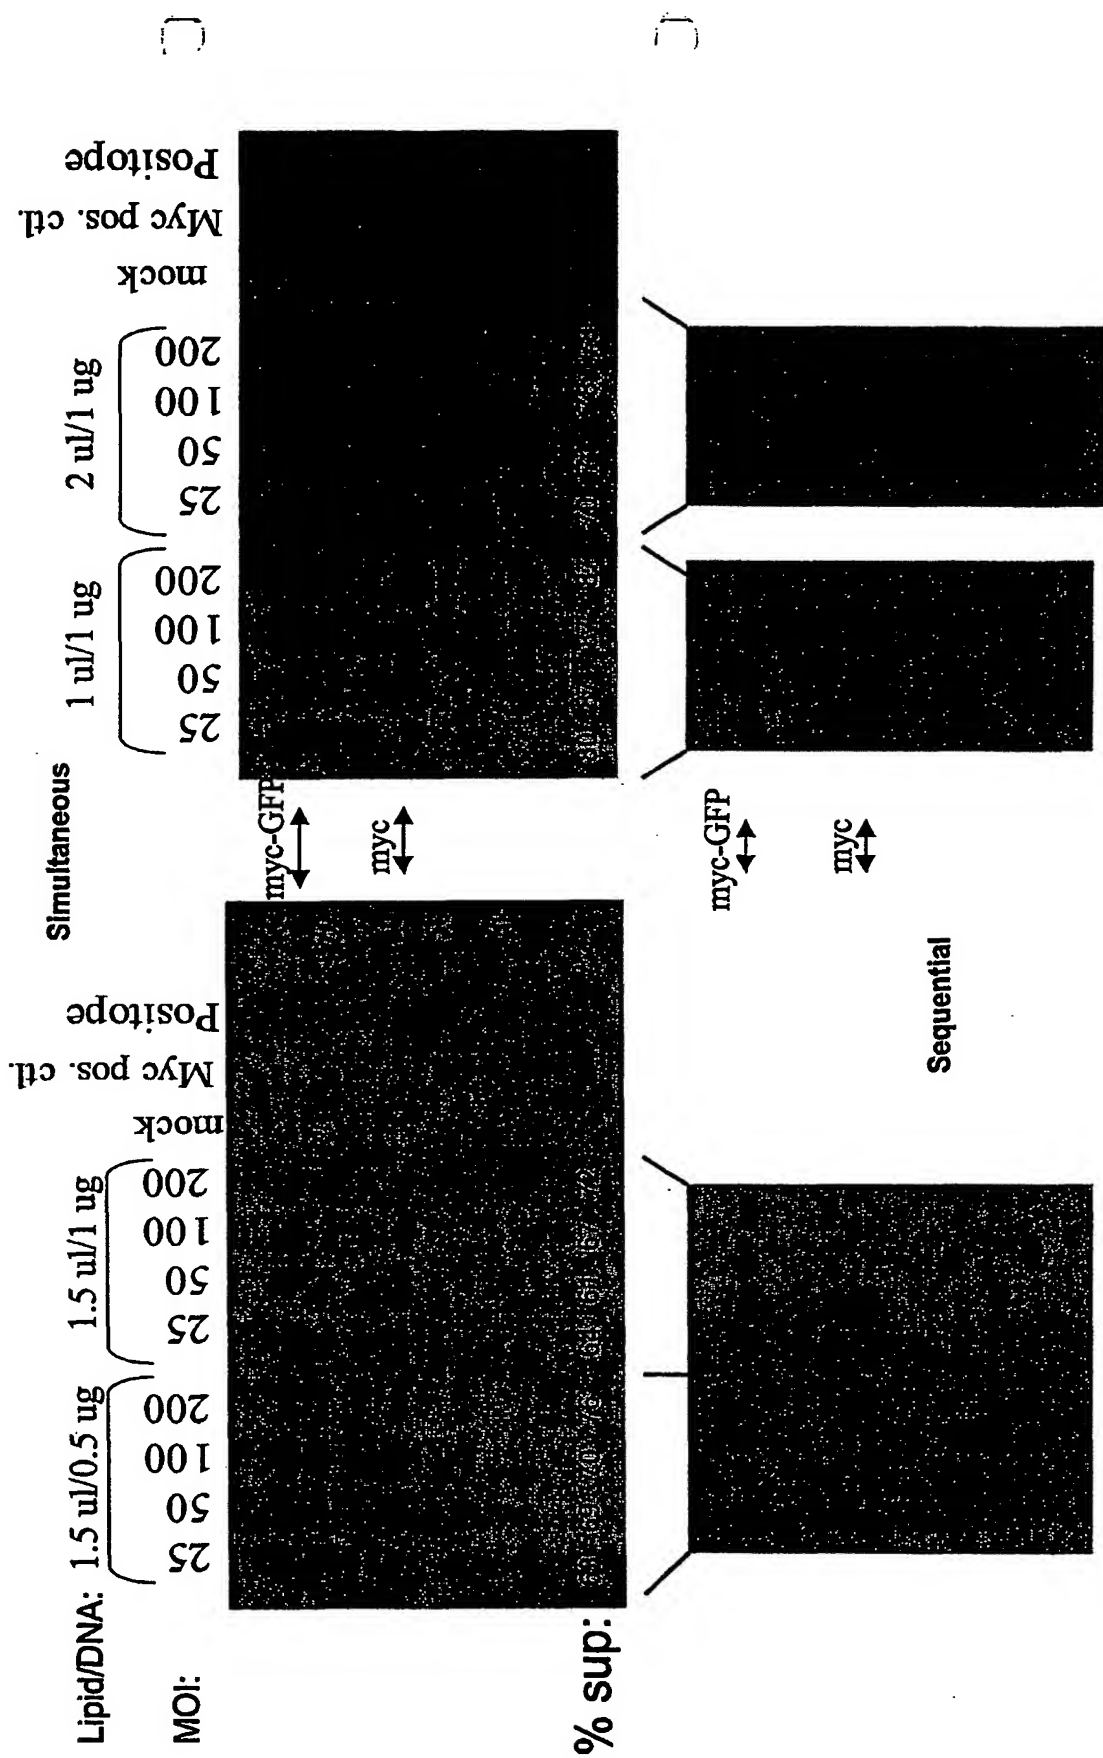 Simultaneous
Lipid/DNA: 1.5 ul/0.5 ug 1.5 ul/1 ug 1 ul/1 ug 2 ul/1 ug
MOI: 25 50 100 200 25 50 100 200 mock Myc pos. ctl. Positope 25 50 100 200 25 50 100 200 mock Myc pos. ctl. Positope
myc-GFP
myc
% sup:
myc-GFP
myc
Sequential